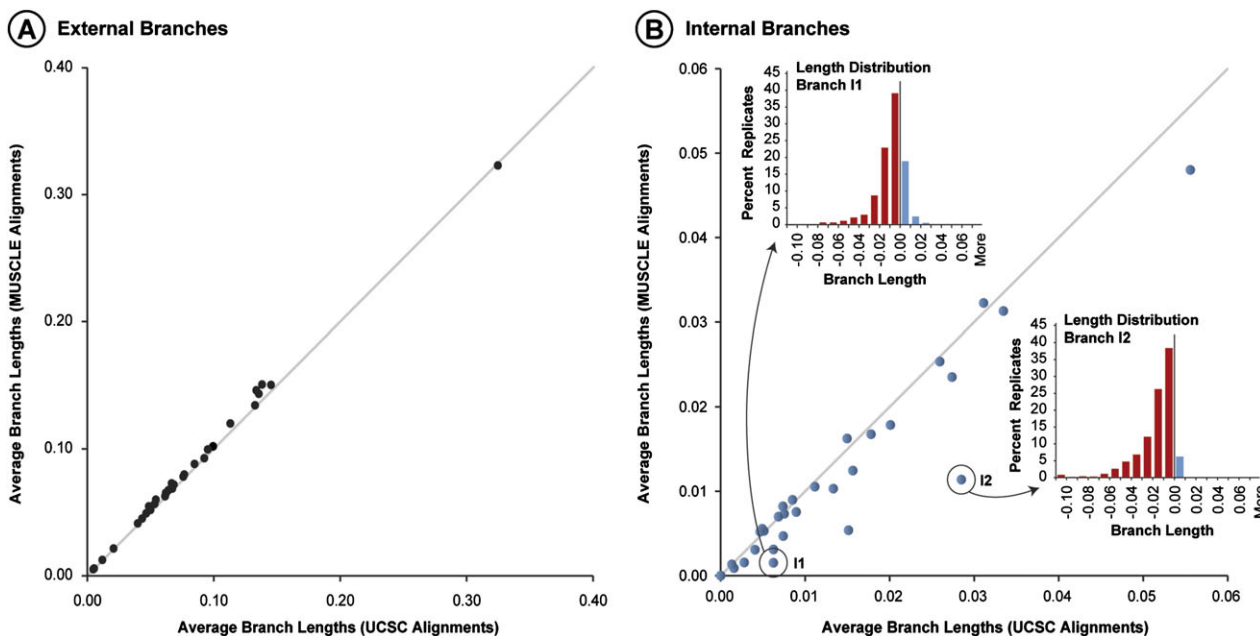 A External Branches
Average Branch Lengths (MUSCLE Alignments)
0.40
0.30
0.20
0.10
0.00
0.00 0.10 0.20 0.30 0.40
Average Branch Lengths (UCSC Alignments)
B Internal Branches
Average Branch Lengths (MUSCLE Alignments)
0.06
0.05
0.04
0.03
0.02
0.01
0.00
0.00 0.01 0.02 0.03 0.04 0.05 0.06
Average Branch Lengths (UCSC Alignments)
Length Distribution
Branch I1
Percent Replicates
45
40
35
30
25
20
15
10
5
0
-0.10 -0.08 -0.06 -0.04 -0.02 0.00 0.02 0.04 0.06 More
Branch Length
I1
Length Distribution
Branch I2
Percent Replicates
45
40
35
30
25
20
15
10
5
0
-0.10 -0.08 -0.06 -0.04 -0.02 0.00 0.02 0.04 0.06 More
Branch Length
I2